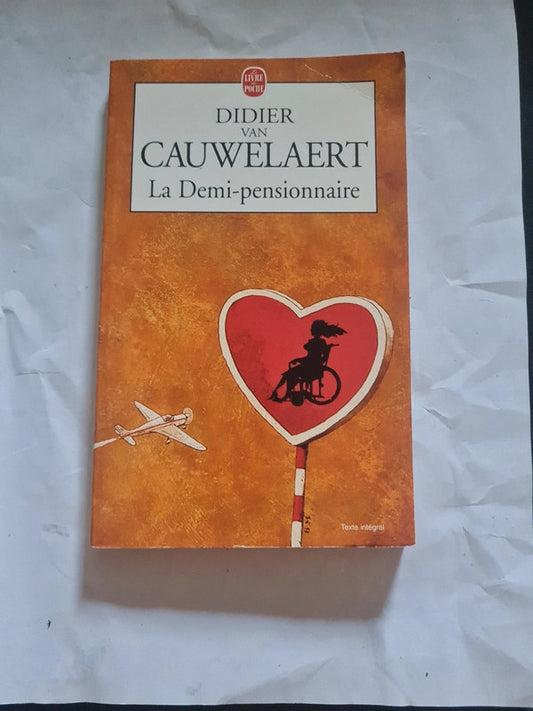 LE LIVRE
DE
POCHE
DIDIER
VAN
CAUWELAERT
La Demi-pensionnaire
Texte intégral